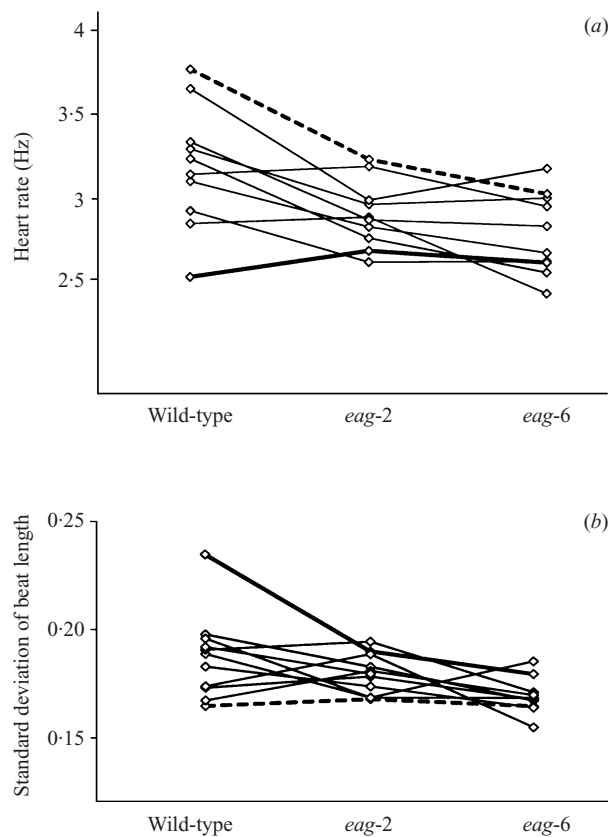 (a)
Heart rate (Hz)
4
3·5
3
2·5
Wild-type eag-2 eag-6
(b)
Standard deviation of beat length
0·25
0·20
0·15
Wild-type eag-2 eag-6